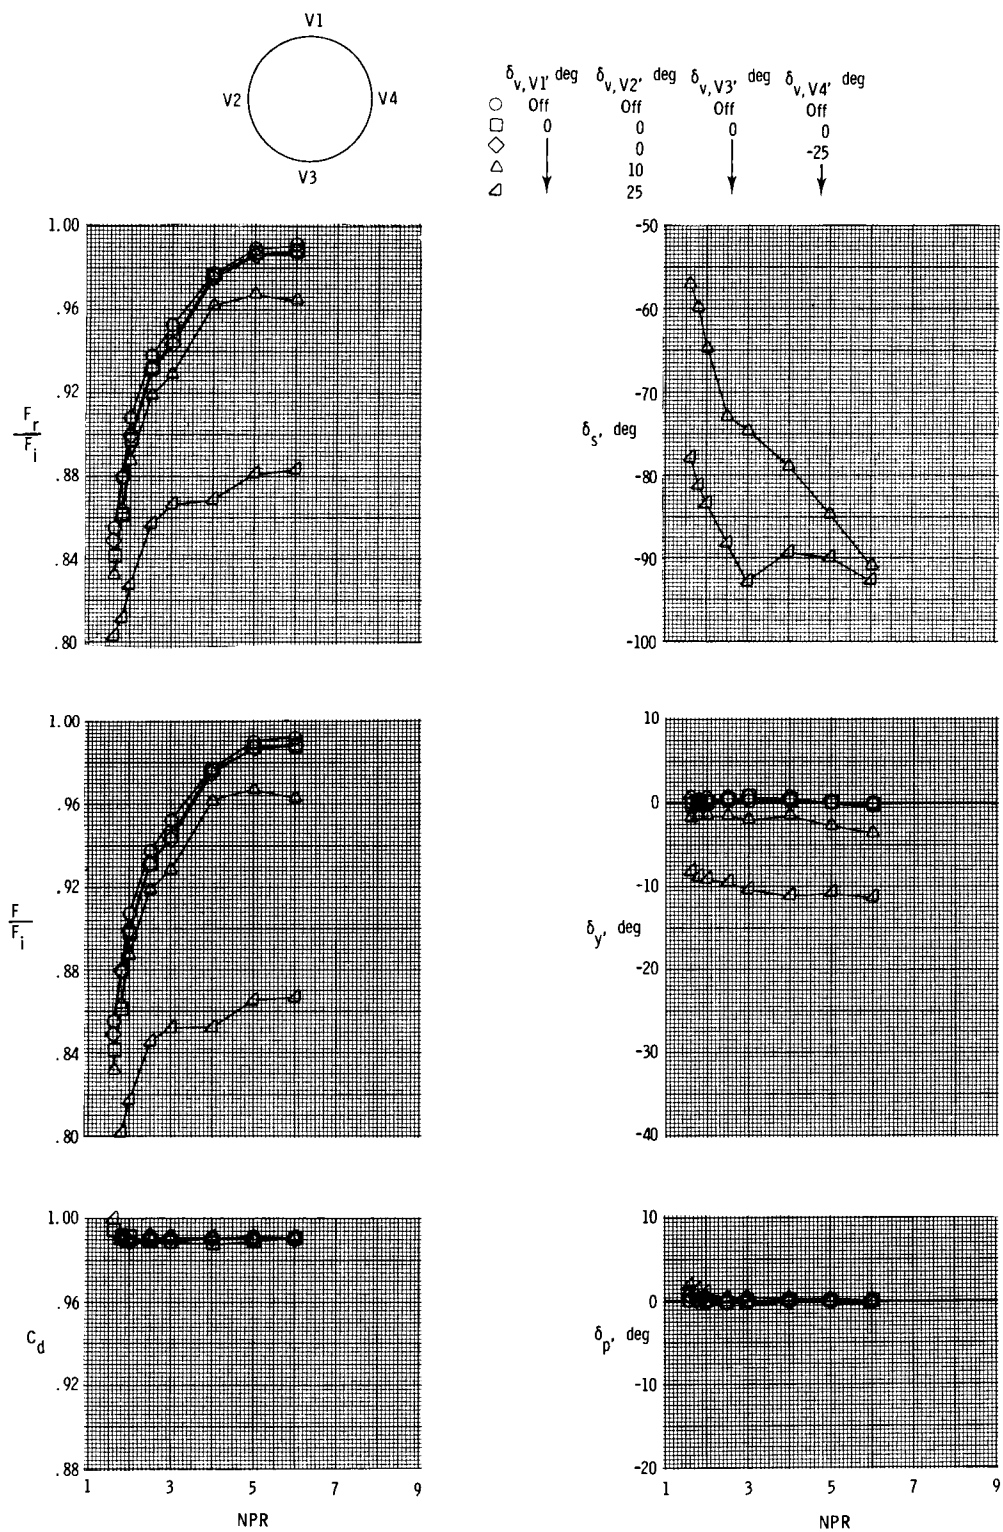 V1
V2
V4
V3
δv,V1, deg δv,V2, deg δv,V3, deg δv,V4, deg
Off Off Off Off
0 0 0 0
0 -25
10
25
1.00
.96
.92
.88
.84
.80
Fr
Fi
-50
-60
-70
-80
-90
-100
δs, deg
1.00
.96
.92
.88
.84
.80
F
Fi
10
0
-10
-20
-30
-40
δy, deg
1.00
.96
.92
.88
Cd
1 3 5 7 9
NPR
10
0
-10
-20
δp, deg
1 3 5 7 9
NPR